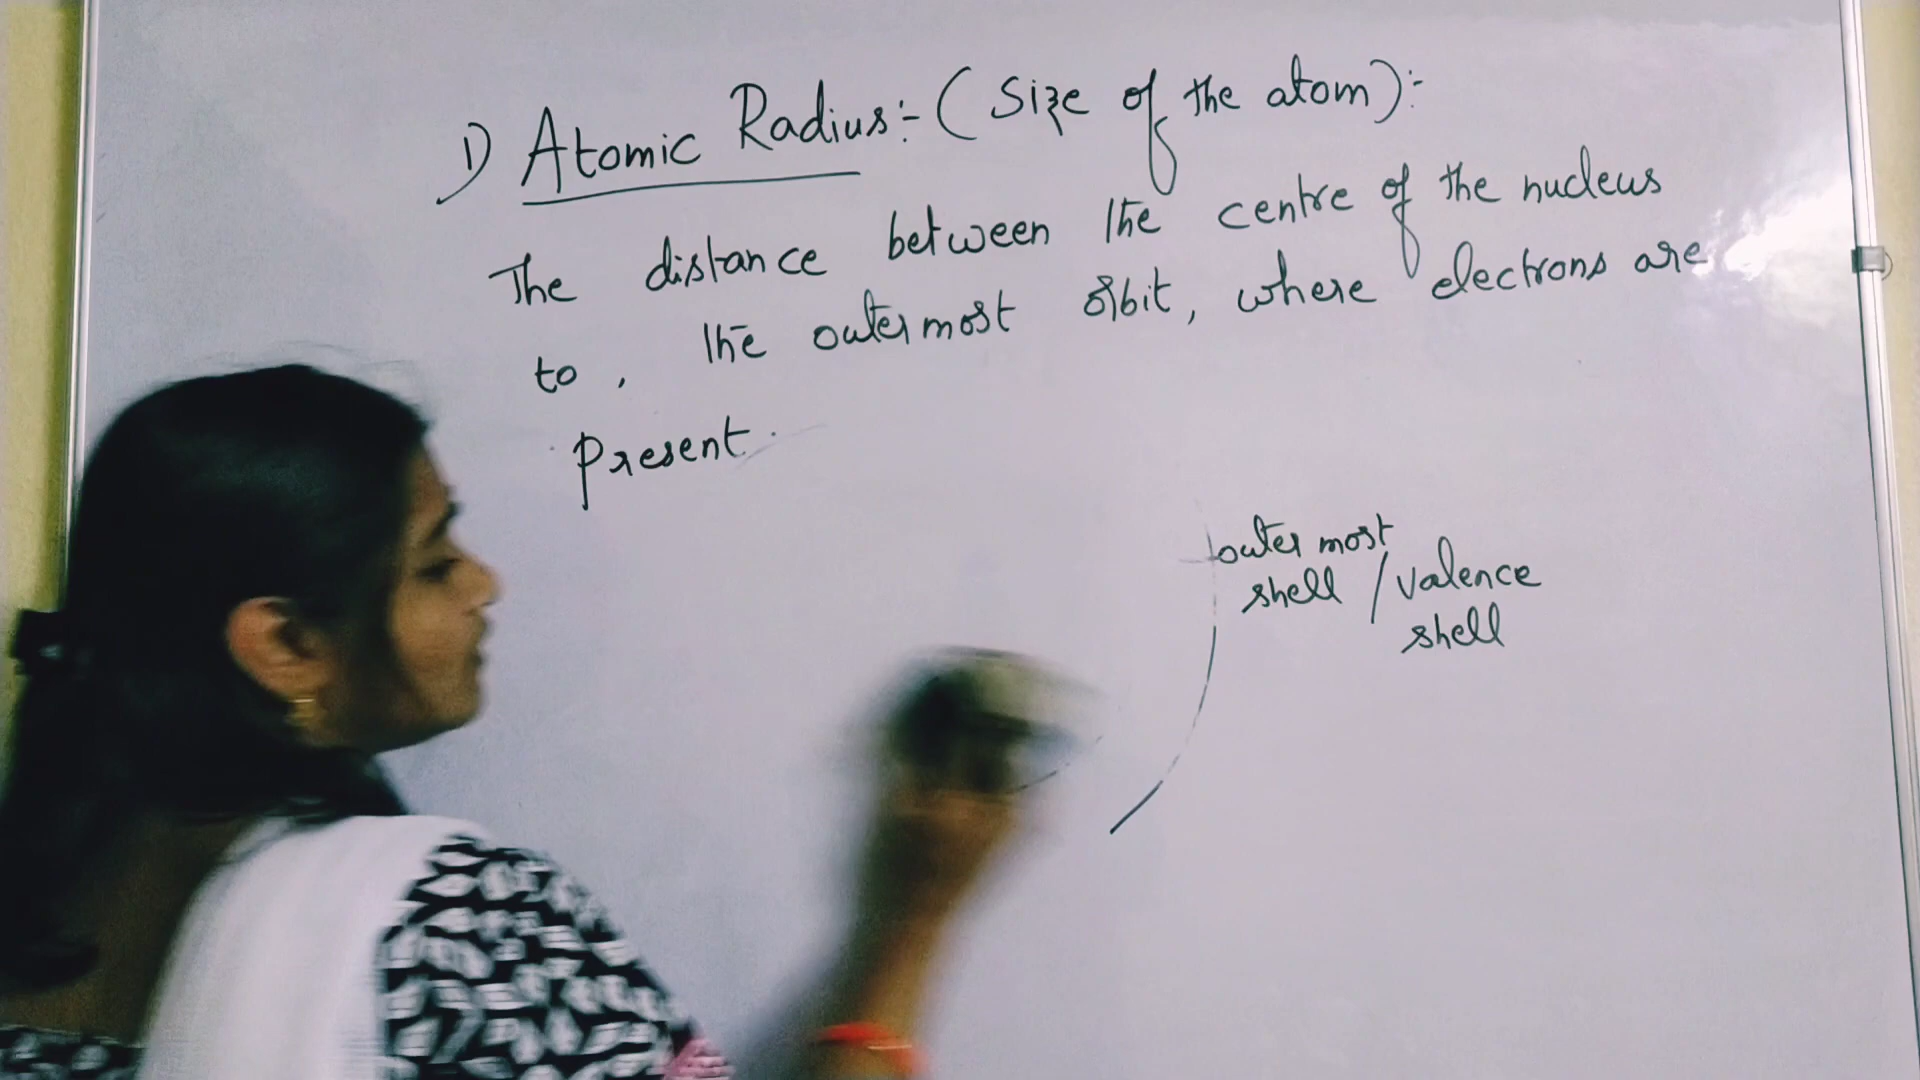 1) Atomic Radius:- (Size of the atom):-
The distance between the centre of the nucleus
to, the outermost orbit, where electrons are
Present.
outer most
shell / valence
shell